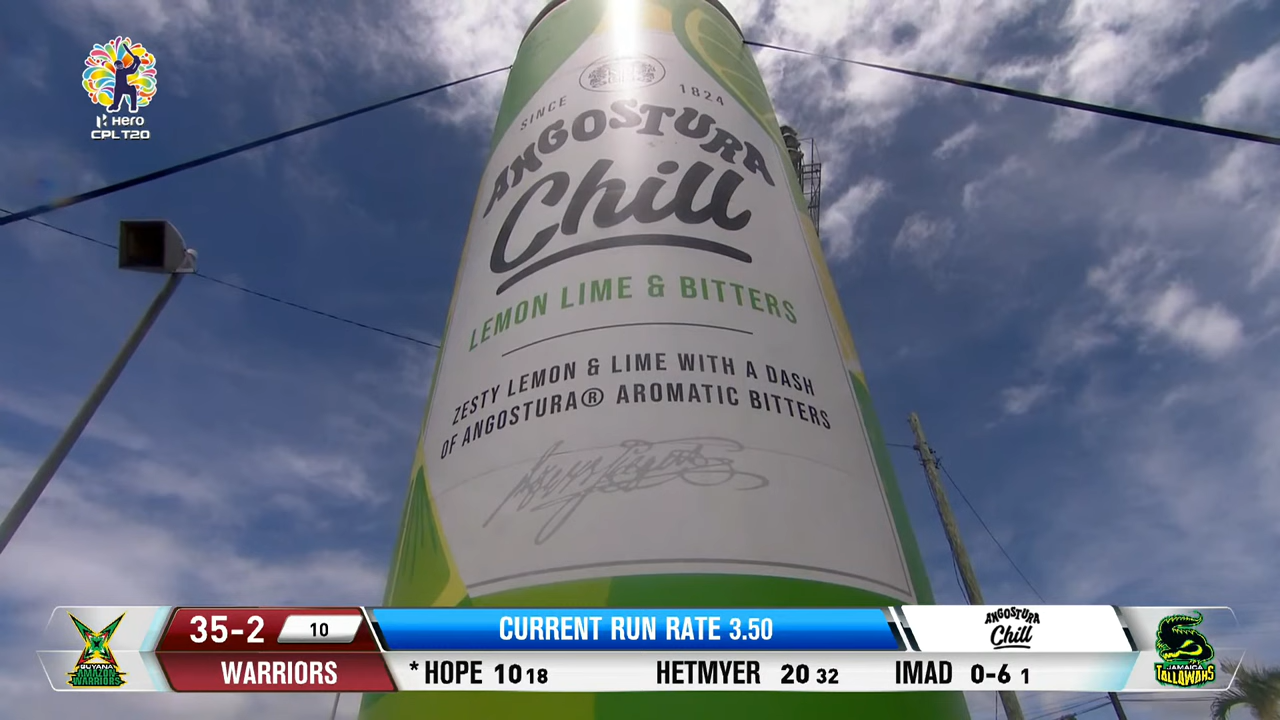 Hero
CPLT20
SINCE 1824
ANGOSTURA
Chill
LEMON LIME & BITTERS
ZESTY LEMON & LIME WITH A DASH
OF ANGOSTURA® AROMATIC BITTERS
35-2 10
CURRENT RUN RATE 3.50
ANGOSTURA
Chill
GUYANA
AMAZON
WARRIORS
WARRIORS
*HOPE 10 18 HETMYER 20 32 IMAD 0-6 1
JAMAICA
TALLAWAHS